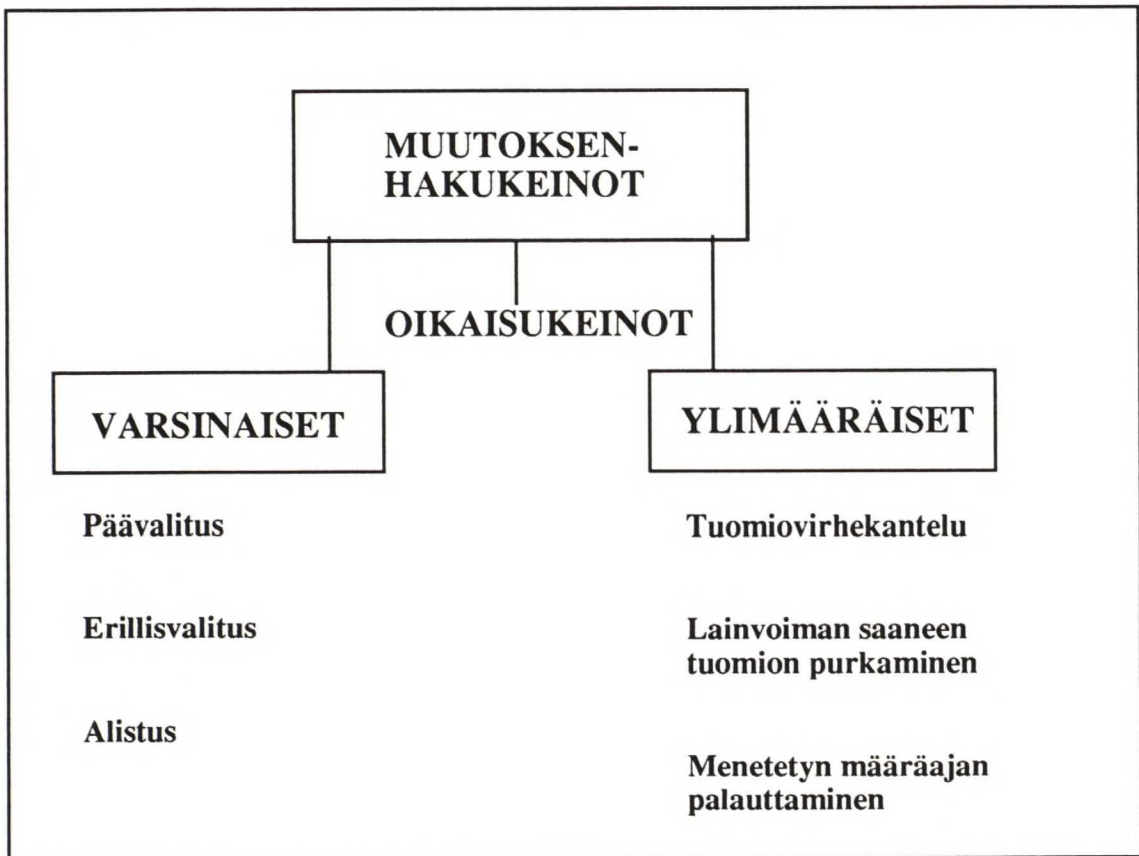 MUUTOKSEN-
HAKUKEINOT
OIKAISUKEINOT
VARSINAISET
YLIMÄÄRÄISET
Päävalitus
Tuomiovirhekantelu
Erillisvalitus
Lainvoiman saaneen
tuomion purkaminen
Alistus
Menetetyn määräajan
palauttaminen